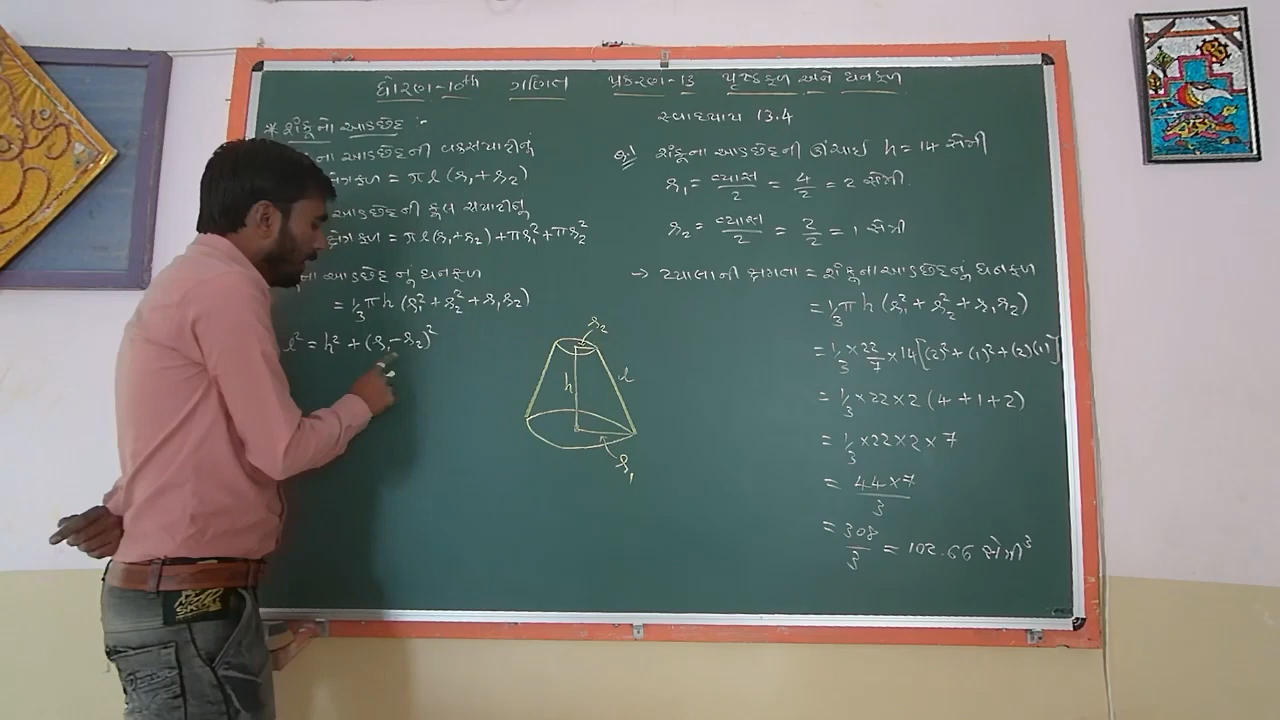 ધોરણ-10th ગણિત પ્રકરણ-13 પૃષ્ઠફળ અને ઘનફળ
* શંકુનો આડછેદ :-
ના આડછેદની વક્રસપાટીનું
ક્ષેત્રફળ = πl (r₁+r₂)
આડછેદની કુલ સપાટીનું
ક્ષેત્રફળ = πl(r₁+r₂)+πr₁²+πr₂²
ના આડછેદ નું ઘનફળ
= 1/3 πh (r₁²+r₂²+r₁r₂)
l² = h² + (r₁-r₂)²
r₂
h
l
r₁
સ્વાધ્યાય 13.4
શંકુના આડછેદની ઊંચાઈ h = 14 સેમી
r₁ = વ્યાસ/2 = 4/2 = 2 સેમી
r₂ = વ્યાસ/2 = 2/2 = 1 સેમી
→ પ્યાલાની ક્ષમતા = શંકુના આડછેદનું ઘનફળ
= 1/3 πh (r₁²+r₂²+r₁r₂)
= 1/3 × 22/7 × 14[(2)²+(1)²+(2)(1)]
= 1/3 × 22 × 2 (4+1+2)
= 1/3 × 22 × 2 × 7
= 44×7/3
= 308/3 = 102.66 સેમી³